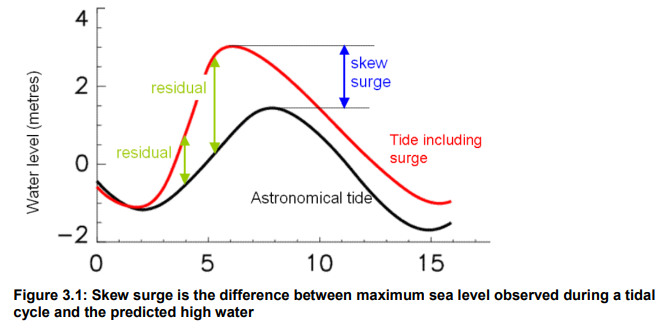 4
2
0
−2
Water level (metres)
residual
residual
skew
surge
Tide including
surge
Astronomical tide
0
5
10
15
Figure 3.1: Skew surge is the difference between maximum sea level observed during a tidal
cycle and the predicted high water